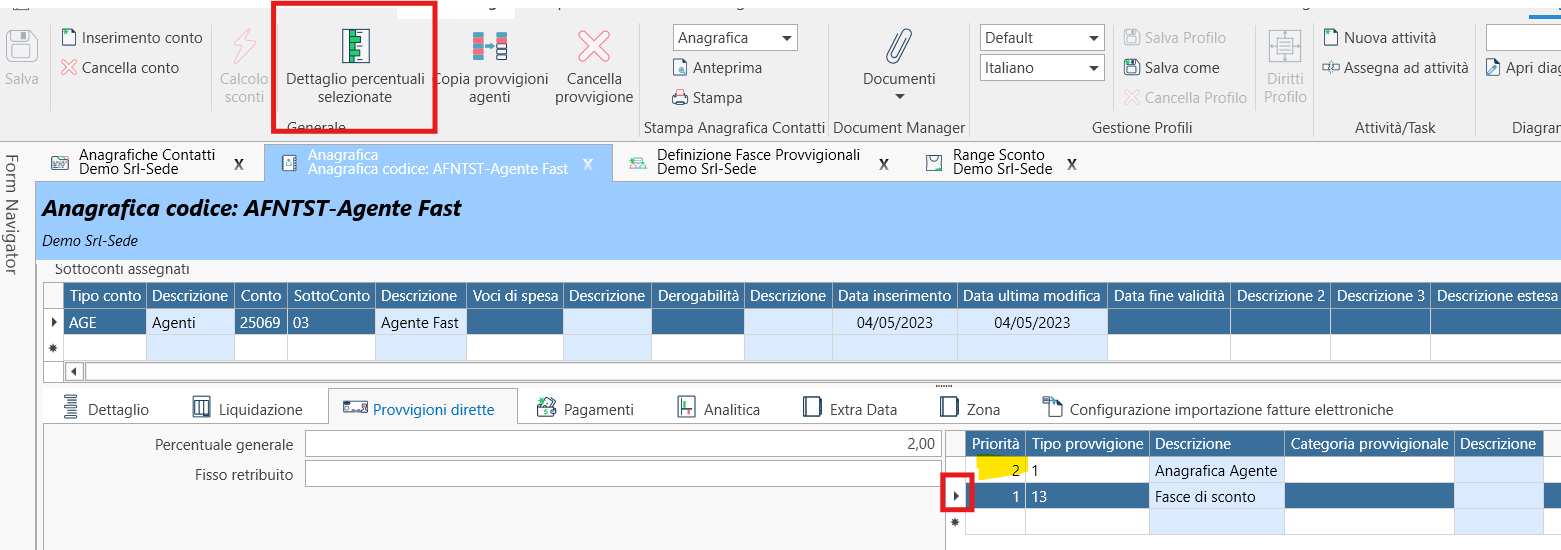 Salva
Inserimento conto
Cancella conto
Calcolo
sconti
Dettaglio percentuali
selezionate
Copia provvigioni
agenti
Cancella
provvigione
Generale
Anagrafica
Anteprima
Stampa
Stampa Anagrafica Contatti
Documenti
Document Manager
Default
Italiano
Salva Profilo
Salva come
Cancella Profilo
Diritti
Profilo
Gestione Profili
Nuova attività
Assegna ad attività
Attività/Task
Apri diag
Diagram
Form Navigator
Anagrafiche Contatti
Demo Srl-Sede
x
Anagrafica
Anagrafica codice: AFNTST-Agente Fast
x
Definizione Fasce Provvigionali
Demo Srl-Sede
x
Range Sconto
Demo Srl-Sede
x
Anagrafica codice: AFNTST-Agente Fast
Demo Srl-Sede
Sottoconti assegnati
Tipo conto Descrizione Conto SottoConto Descrizione Voci di spesa Descrizione Derogabilità Descrizione Data inserimento Data ultima modifica Data fine validità Descrizione 2 Descrizione 3 Descrizione estesa
AGE Agenti 25069 03 Agente Fast 04/05/2023 04/05/2023
Dettaglio Liquidazione Provvigioni dirette Pagamenti Analitica Extra Data Zona Configurazione importazione fatture elettroniche
Percentuale generale 2,00
Fisso retribuito
Priorità Tipo provvigione Descrizione Categoria provvigionale Descrizione
2 1 Anagrafica Agente
1 13 Fasce di sconto